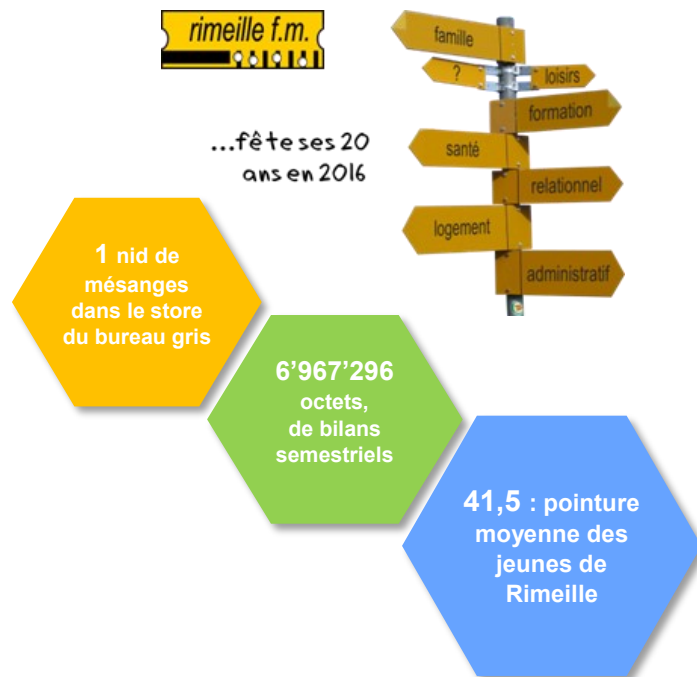 rimeille f.m.
...fête ses 20
ans en 2016
famille
?
loisirs
formation
santé
relationnel
logement
administratif
1 nid de
mésanges
dans le store
du bureau gris
6'967'296
octets,
de bilans
semestriels
41,5 : pointure
moyenne des
jeunes de
Rimeille